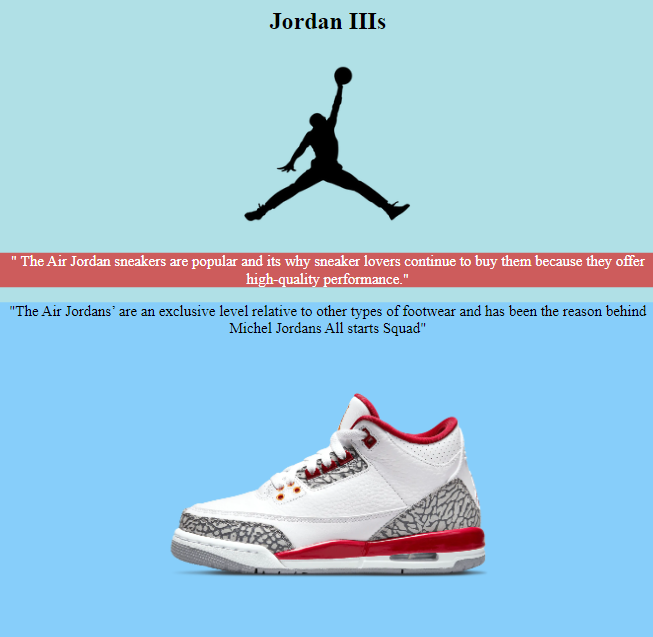 Jordan IIIs
" The Air Jordan sneakers are popular and its why sneaker lovers continue to buy them because they offer
high-quality performance."
"The Air Jordans’ are an exclusive level relative to other types of footwear and has been the reason behind
Michel Jordans All starts Squad"